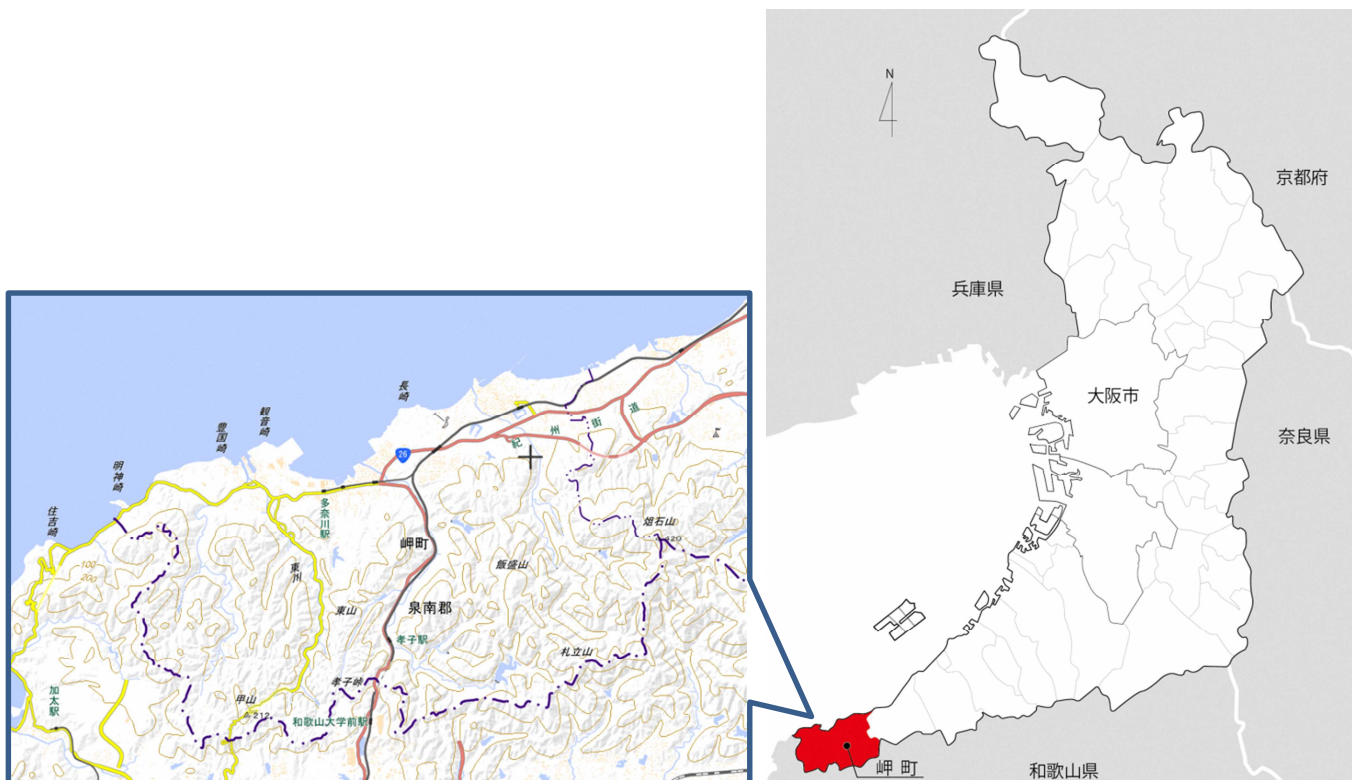 長崎
観音崎
豊国崎
明神崎
住吉崎
26
紀州街道
多奈川駅
岬町
俎石山
420
飯盛山
東川
東山
泉南郡
孝子駅
札立山
孝子峠
甲山
212
和歌山大学前駅
加太駅
100
200
N
京都府
兵庫県
大阪市
奈良県
岬町
和歌山県